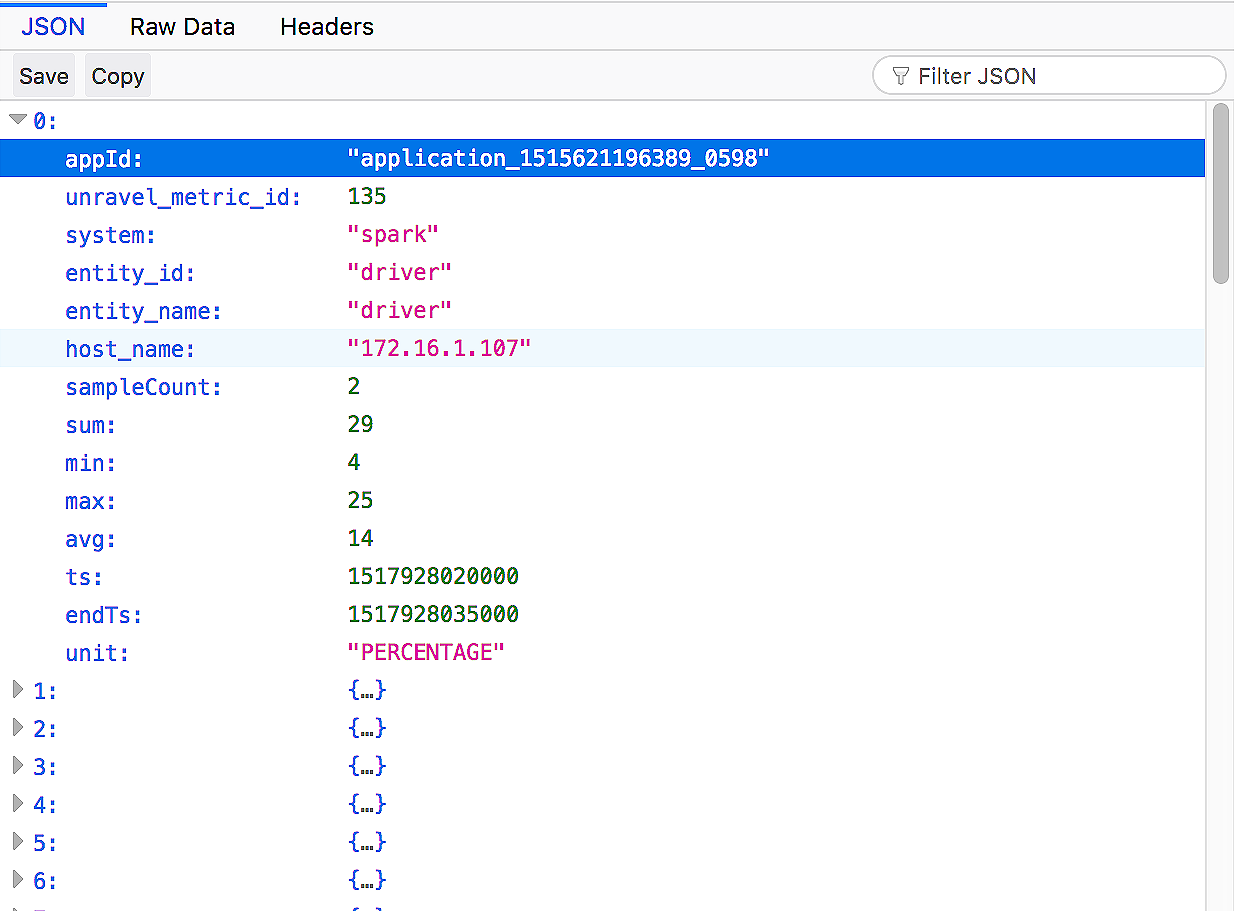 JSON Raw Data Headers
Save Copy Filter JSON
0:
appId: "application_1515621196389_0598"
unravel_metric_id: 135
system: "spark"
entity_id: "driver"
entity_name: "driver"
host_name: "172.16.1.107"
sampleCount: 2
sum: 29
min: 4
max: 25
avg: 14
ts: 1517928020000
endTs: 1517928035000
unit: "PERCENTAGE"
1: {…}
2: {…}
3: {…}
4: {…}
5: {…}
6: {…}